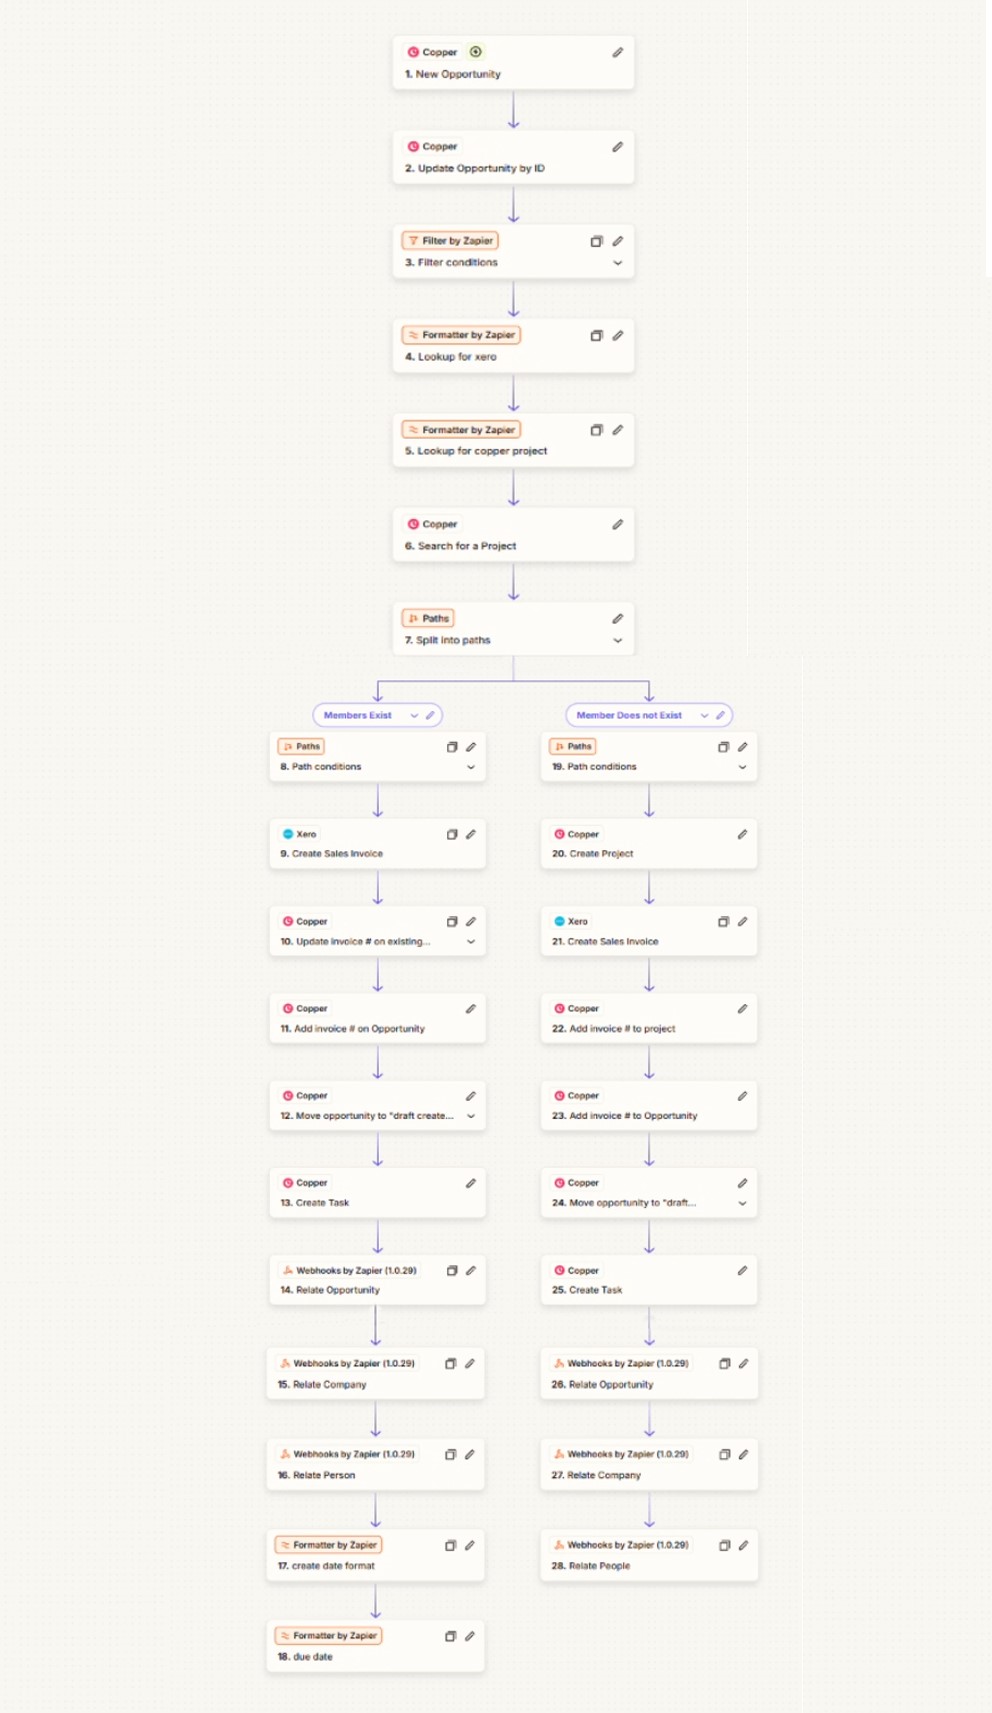 Copper
1. New Opportunity
Copper
2. Update Opportunity by ID
Filter by Zapier
3. Filter conditions
Formatter by Zapier
4. Lookup for xero
Formatter by Zapier
5. Lookup for copper project
Copper
6. Search for a Project
Paths
7. Split into paths
Members Exist
Paths
8. Path conditions
Xero
9. Create Sales Invoice
Copper
10. Update invoice # on existing...
Copper
11. Add invoice # on Opportunity
Copper
12. Move opportunity to "draft create...
Copper
13. Create Task
Webhooks by Zapier (1.0.29)
14. Relate Opportunity
Webhooks by Zapier (1.0.29)
15. Relate Company
Webhooks by Zapier (1.0.29)
16. Relate Person
Formatter by Zapier
17. create date format
Formatter by Zapier
18. due date
Member Does not Exist
Paths
19. Path conditions
Copper
20. Create Project
Xero
21. Create Sales Invoice
Copper
22. Add invoice # to project
Copper
23. Add invoice # to Opportunity
Copper
24. Move opportunity to "draft...
Copper
25. Create Task
Webhooks by Zapier (1.0.29)
26. Relate Opportunity
Webhooks by Zapier (1.0.29)
27. Relate Company
Webhooks by Zapier (1.0.29)
28. Relate People